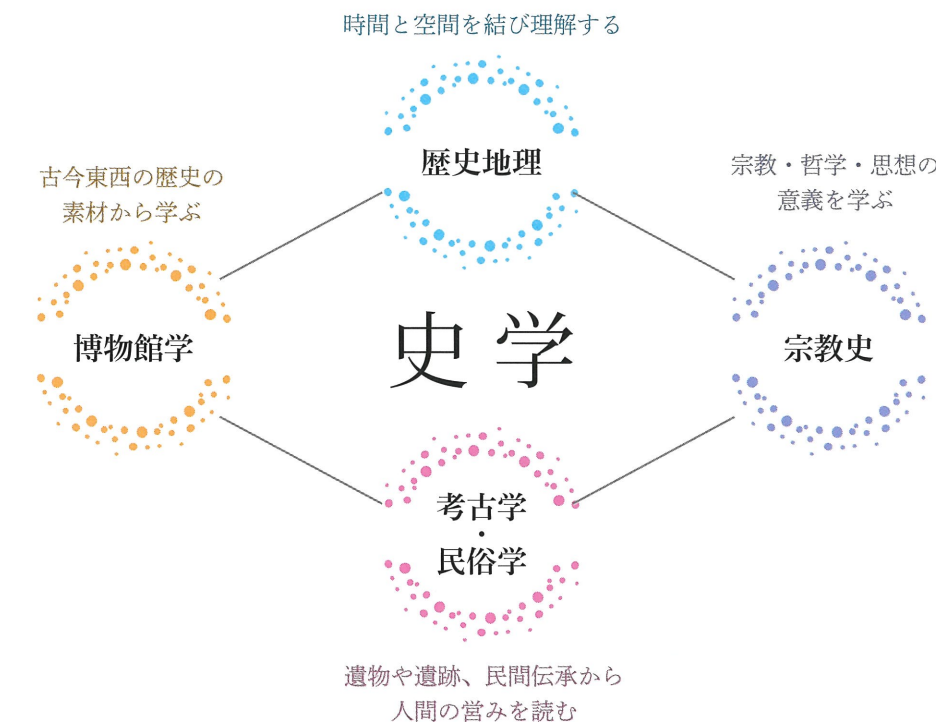 時間と空間を結び理解する
歴史地理
古今東西の歴史の
素材から学ぶ
博物館学
宗教・哲学・思想の
意義を学ぶ
宗教史
史学
考古学
・
民俗学
遺物や遺跡、民間伝承から
人間の営みを読む